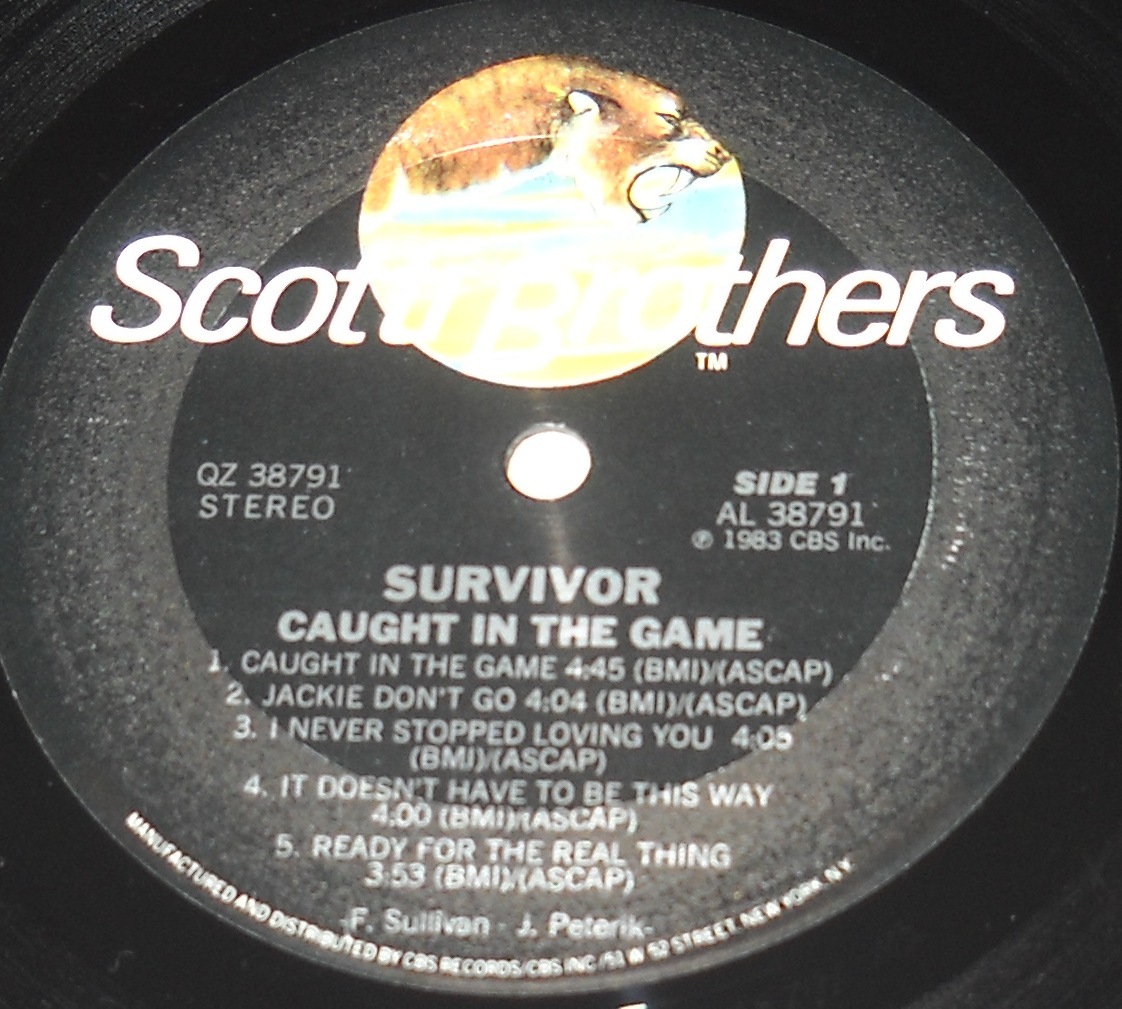 Scotti Brothers
TM
QZ 38791
STEREO
SIDE 1
AL 38791
℗ 1983 CBS Inc.
SURVIVOR
CAUGHT IN THE GAME
1. CAUGHT IN THE GAME 4:45 (BMI)/(ASCAP)
2. JACKIE DON'T GO 4:04 (BMI)/(ASCAP)
3. I NEVER STOPPED LOVING YOU 4:05
(BMI)/(ASCAP)
4. IT DOESN'T HAVE TO BE THIS WAY
4:00 (BMI)/(ASCAP)
5. READY FOR THE REAL THING
3:53 (BMI)/(ASCAP)
-F. Sullivan - J. Peterik-
MANUFACTURED AND DISTRIBUTED BY CBS RECORDS/CBS INC./51 W 52 STREET, NEW YORK, N.Y.